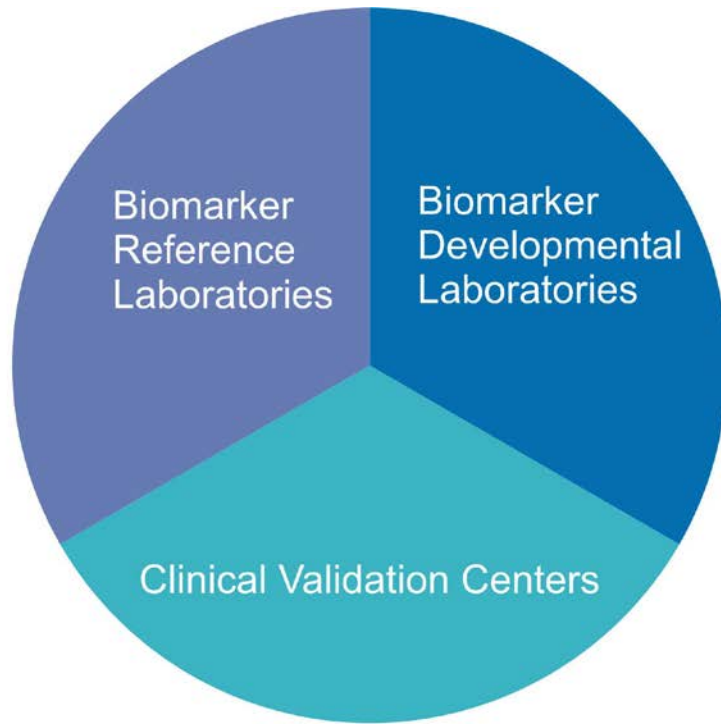 Biomarker
Reference
Laboratories
Biomarker
Developmental
Laboratories
Clinical Validation Centers